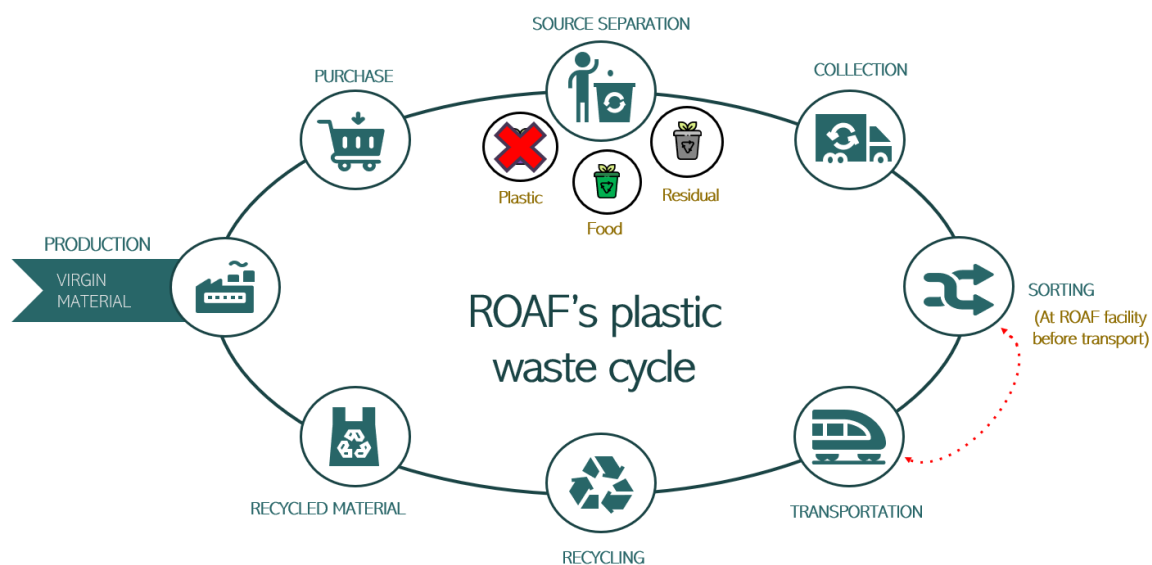 SOURCE SEPARATION
PURCHASE
COLLECTION
Plastic
Food
Residual
PRODUCTION
VIRGIN
MATERIAL
SORTING
(At ROAF facility
before transport)
ROAF's plastic
waste cycle
RECYCLED MATERIAL
TRANSPORTATION
RECYCLING